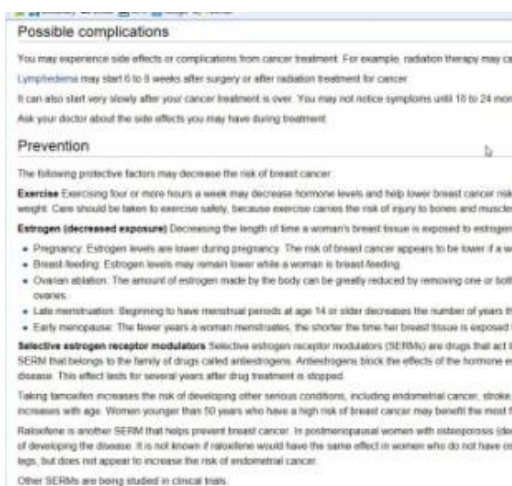 Possible complications
You may experience side effects or complications from cancer treatment. For example, radiation therapy may ca
Lymphedema may start 6 to 8 weeks after surgery or after radiation treatment for cancer.
It can also start very slowly after your cancer treatment is over. You may not notice symptoms until 18 to 24 mon
Ask your doctor about the side effects you may have during treatment.
Prevention
The following protective factors may decrease the risk of breast cancer:
Exercise Exercising four or more hours a week may decrease hormone levels and help lower breast cancer risk
weight. Care should be taken to exercise safely, because exercise carries the risk of injury to bones and muscles
Estrogen (decreased exposure) Decreasing the length of time a woman's breast tissue is exposed to estrogen
Pregnancy: Estrogen levels are lower during pregnancy. The risk of breast cancer appears to be lower if a w
Breast-feeding: Estrogen levels may remain lower while a woman is breast-feeding.
Ovarian ablation: The amount of estrogen made by the body can be greatly reduced by removing one or both
ovaries.
Late menstruation: Beginning to have menstrual periods at age 14 or older decreases the number of years th
Early menopause: The fewer years a woman menstruates, the shorter the time her breast tissue is exposed t
Selective estrogen receptor modulators Selective estrogen receptor modulators (SERMs) are drugs that act l
SERM that belongs to the family of drugs called antiestrogens. Antiestrogens block the effects of the hormone e
disease. This effect lasts for several years after drug treatment is stopped.
Taking tamoxifen increases the risk of developing other serious conditions, including endometrial cancer, stroke,
increases with age. Women younger than 50 years who have a high risk of breast cancer may benefit the most f
Raloxifene is another SERM that helps prevent breast cancer. In postmenopausal women with osteoporosis (dec
of developing the disease. It is not known if raloxifene would have the same effect in women who do not have os
legs, but does not appear to increase the risk of endometrial cancer.
Other SERMs are being studied in clinical trials.